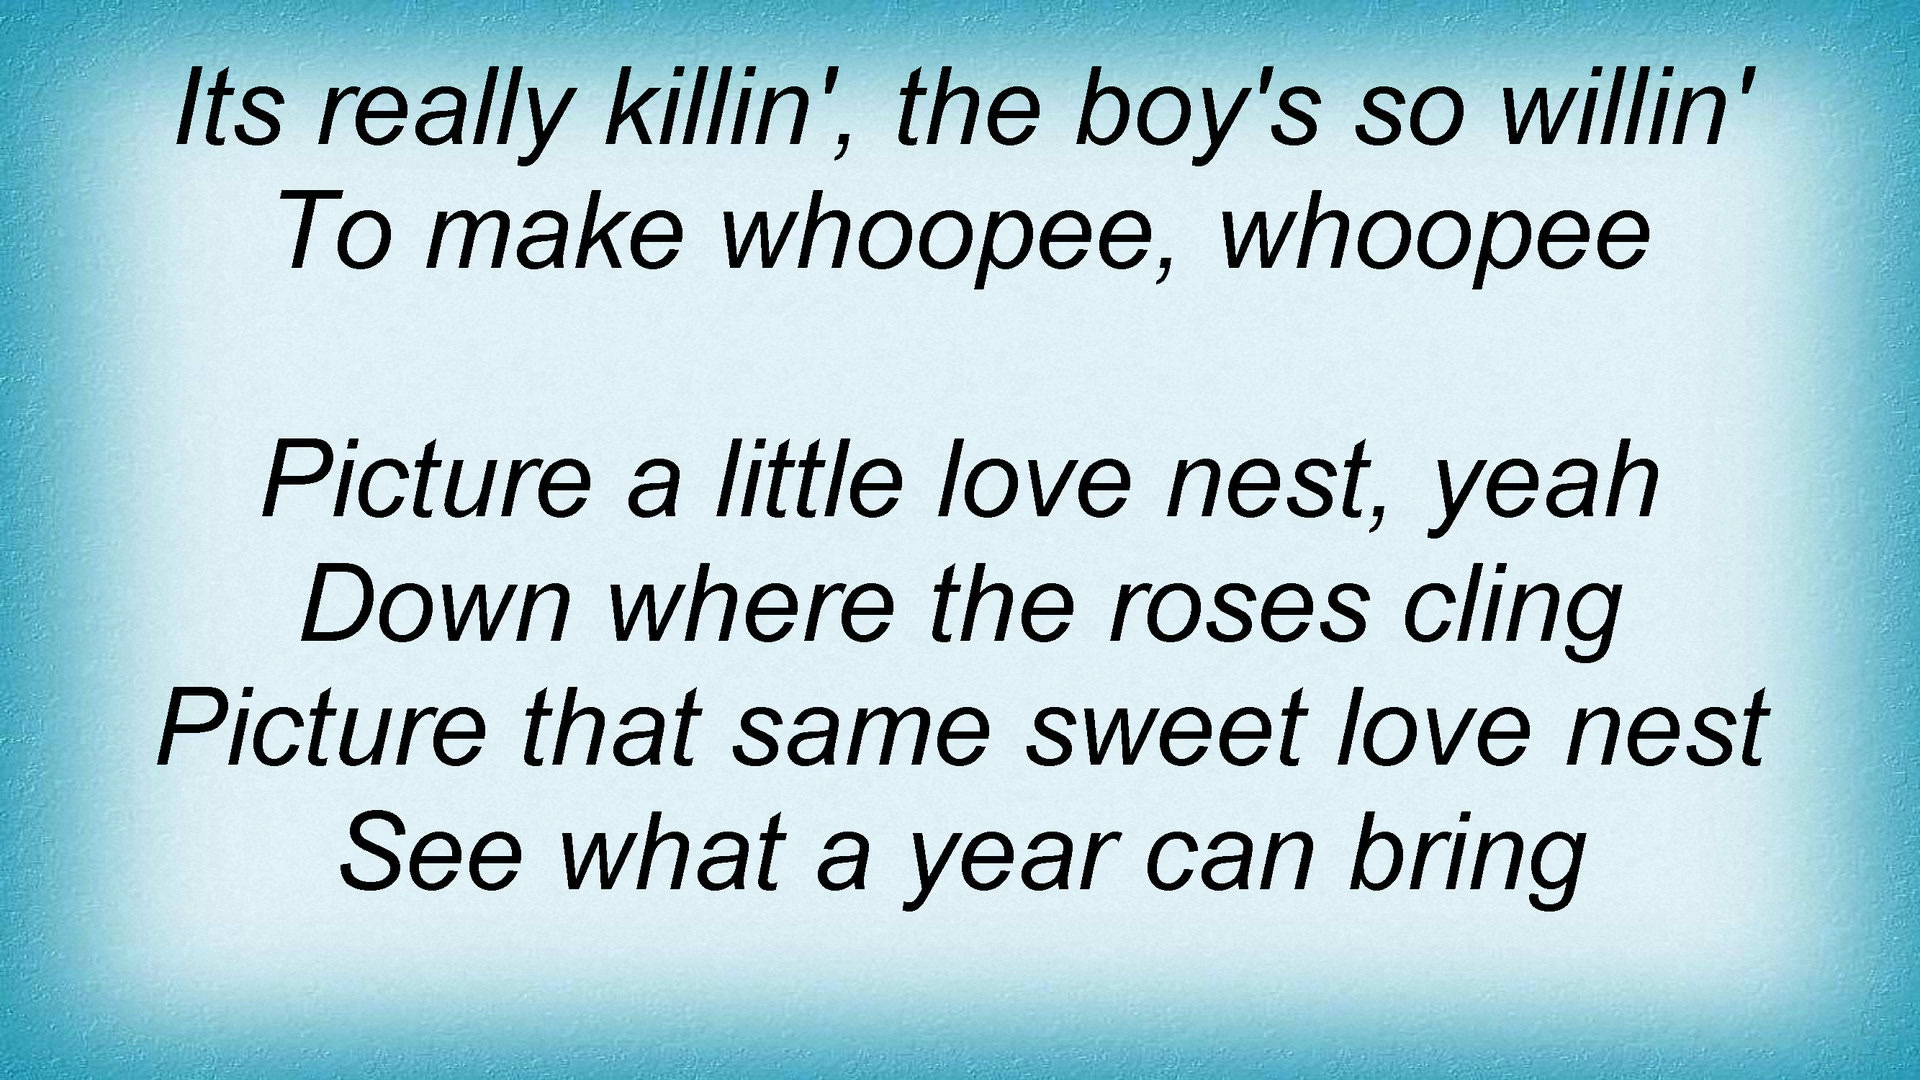 Its really killin', the boy's so willin'
To make whoopee, whoopee
Picture a little love nest, yeah
Down where the roses cling
Picture that same sweet love nest
See what a year can bring